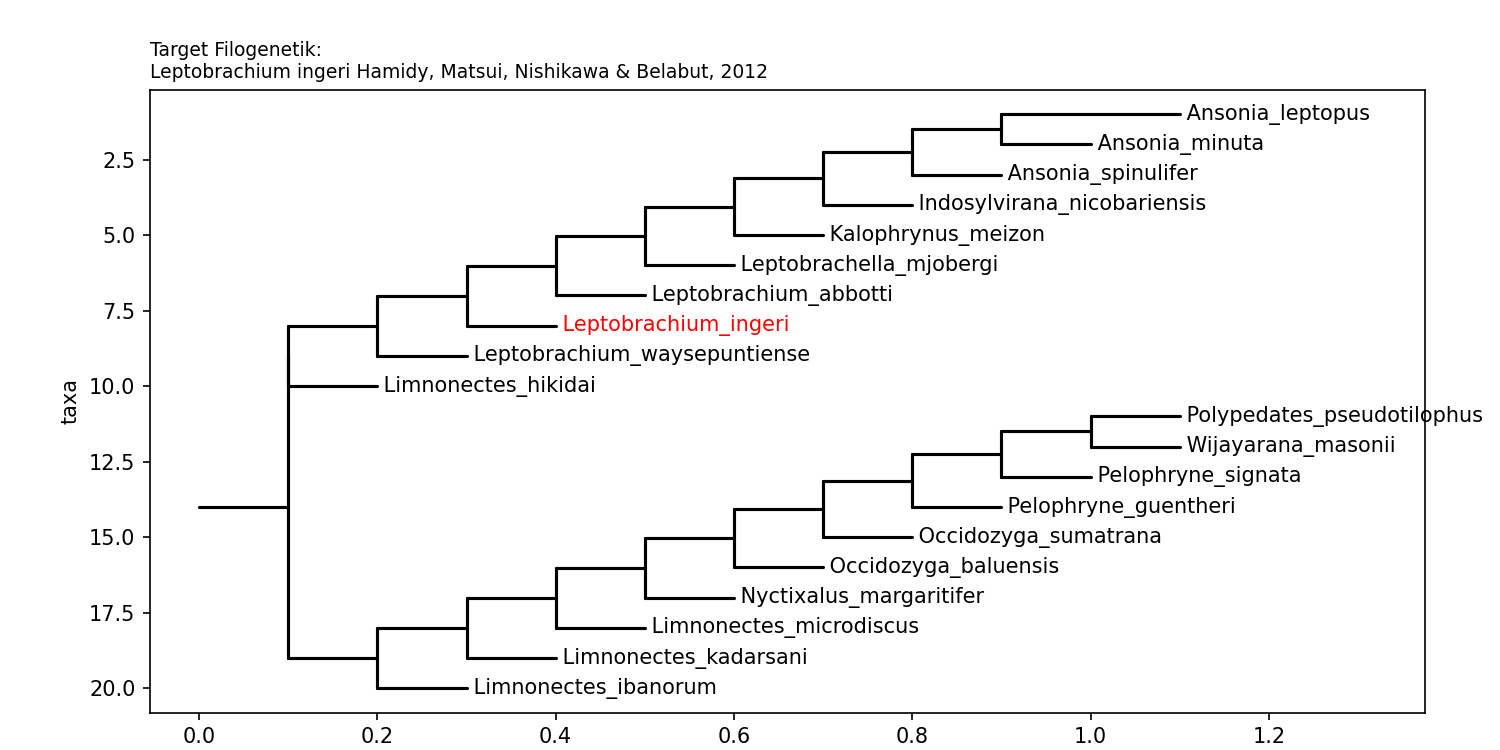 Target Filogenetik:
Leptobrachium ingeri Hamidy, Matsui, Nishikawa & Belabut, 2012
Ansonia_leptopus
Ansonia_minuta
2.5
Ansonia_spinulifer
Indosylvirana_nicobariensis
5.0
Kalophrynus_meizon
Leptobrachella_mjobergi
Leptobrachium_abbotti
7.5
Leptobrachium_ingeri
Leptobrachium_waysepuntiense
10.0
Limnonectes_hikidai
taxa
Polypedates_pseudotilophus
Wijayarana_masonii
12.5
Pelophryne_signata
Pelophryne_guentheri
15.0
Occidozyga_sumatrana
Occidozyga_baluensis
Nyctixalus_margaritifer
17.5
Limnonectes_microdiscus
Limnonectes_kadarsani
20.0
Limnonectes_ibanorum
0.0 0.2 0.4 0.6 0.8 1.0 1.2